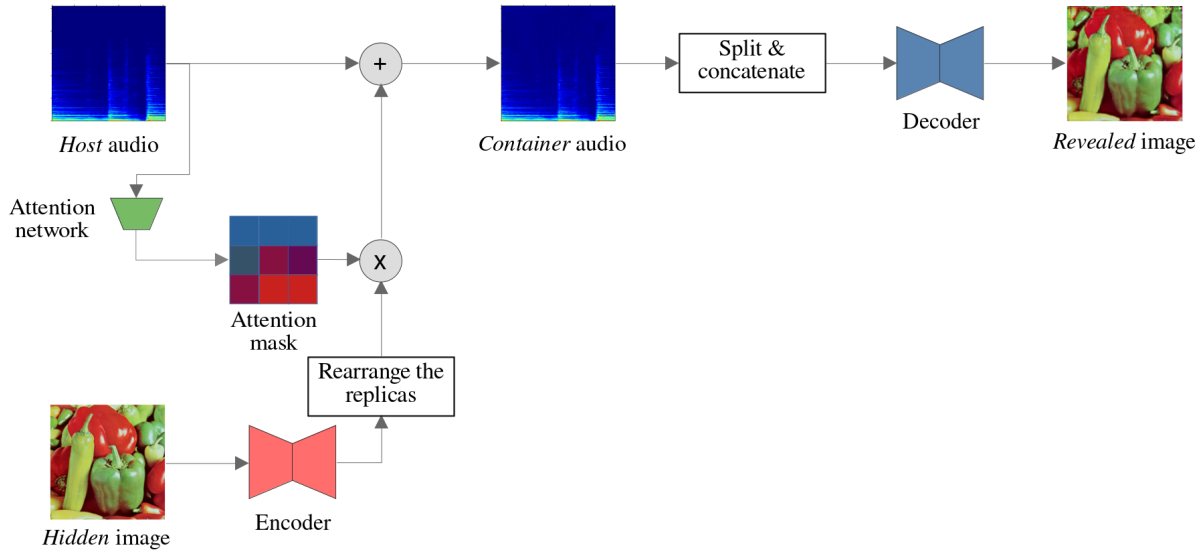 +
Split &
concatenate
Host audio
Container audio
Decoder
Revealed image
Attention
network
X
Attention
mask
Rearrange the
replicas
Encoder
Hidden image